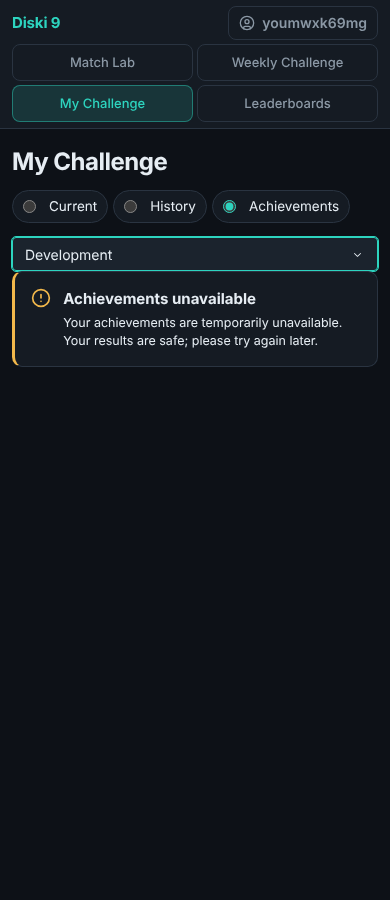 Diski 9
youmwxk69mg
Match Lab
Weekly Challenge
My Challenge
Leaderboards
My Challenge
Current
History
Achievements
Development
Achievements unavailable
Your achievements are temporarily unavailable.
Your results are safe; please try again later.